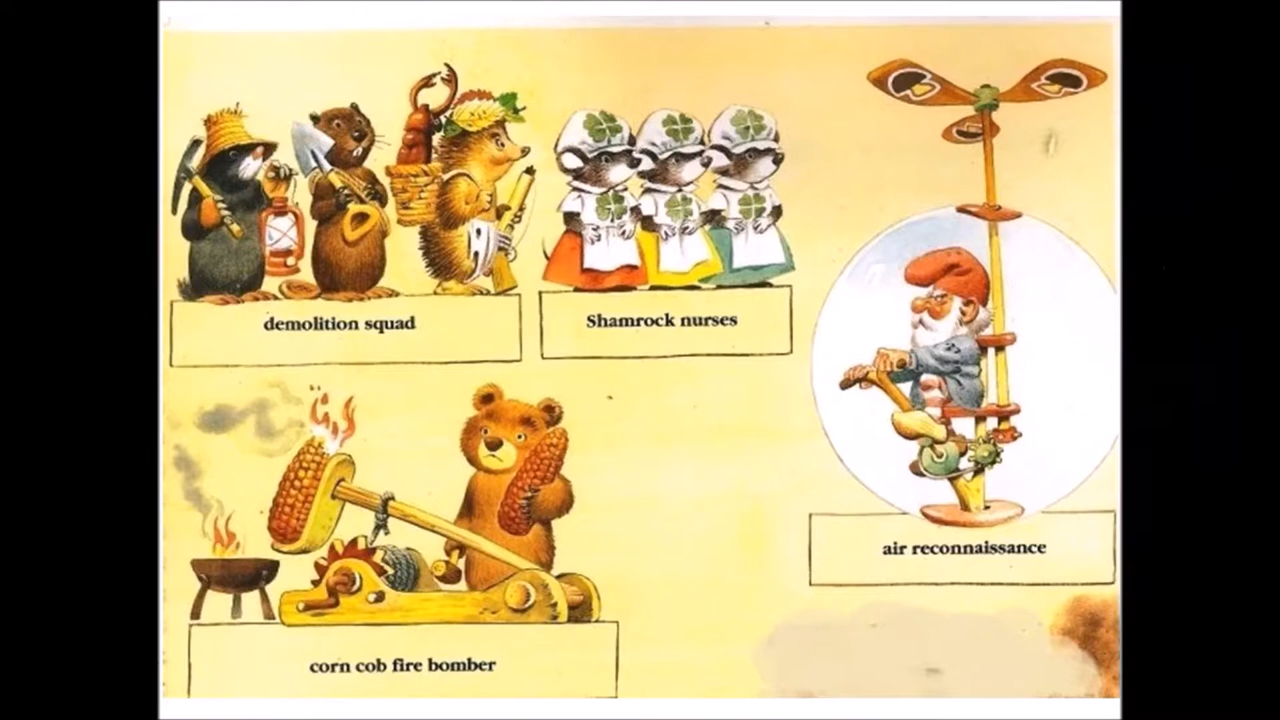 demolition squad
Shamrock nurses
air reconnaissance
corn cob fire bomber